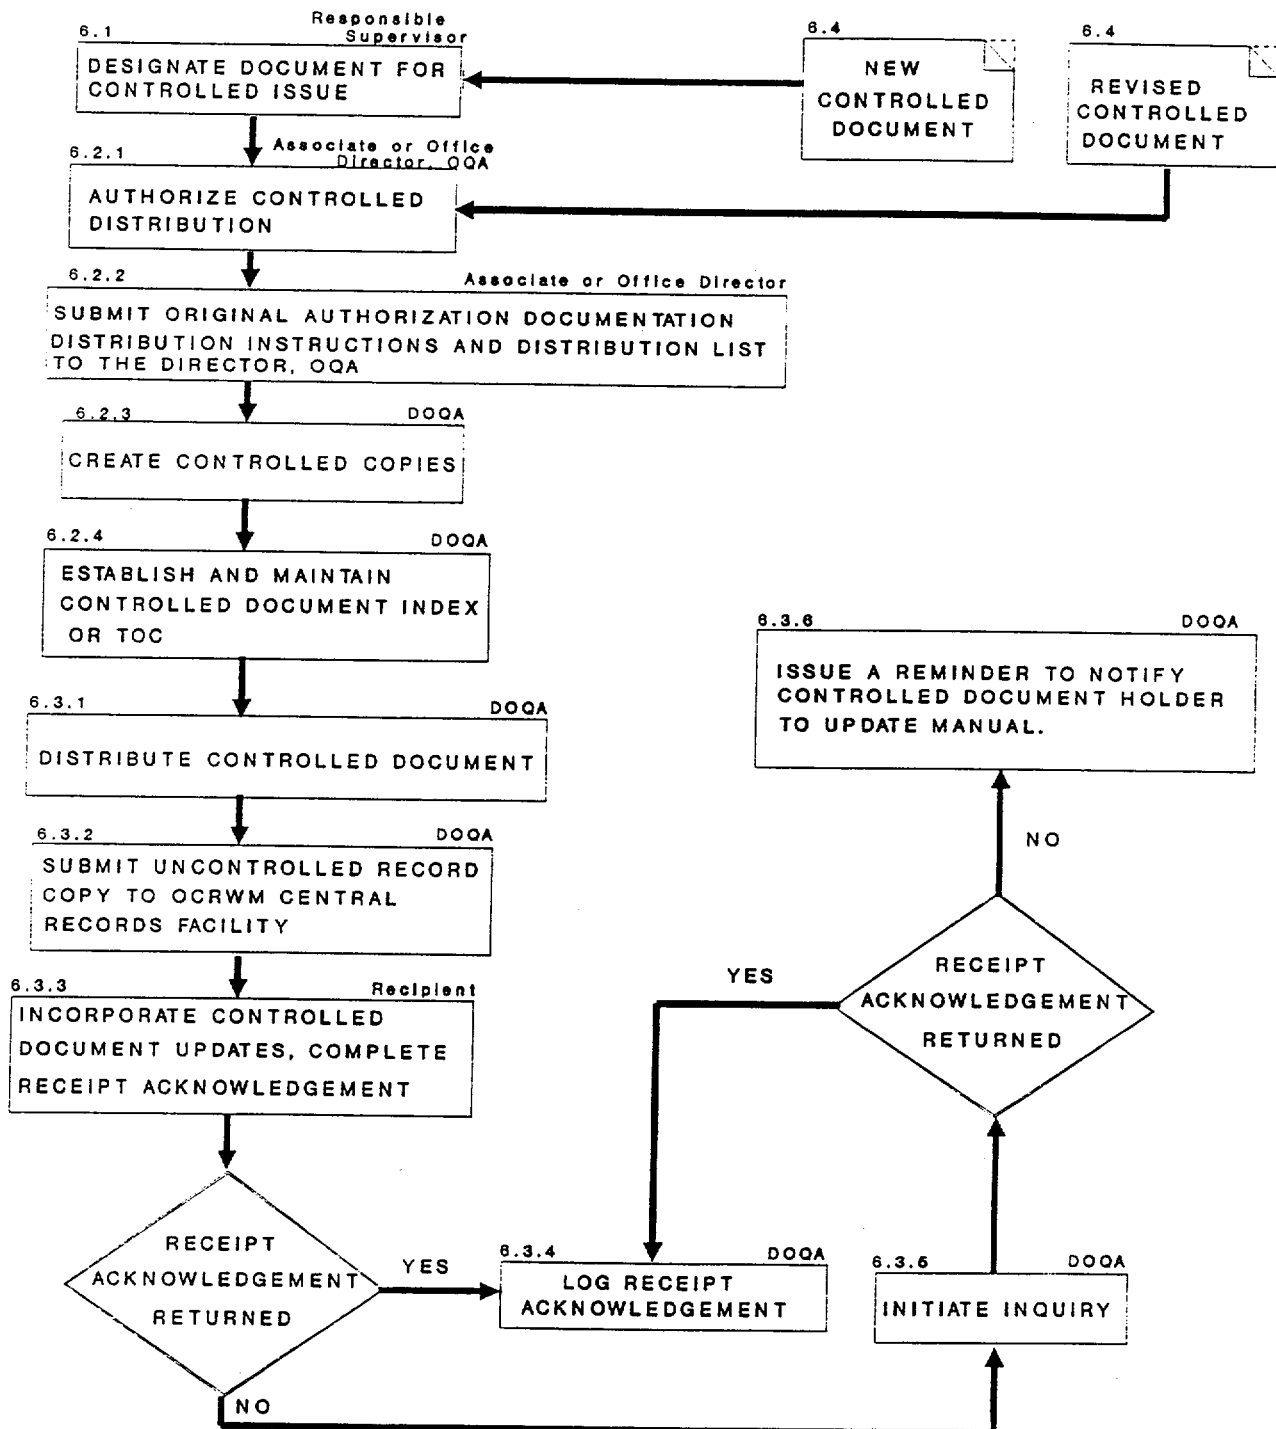 6.1
Responsible
Supervisor
DESIGNATE DOCUMENT FOR
CONTROLLED ISSUE
6.4
NEW
CONTROLLED
DOCUMENT
6.4
REVISED
CONTROLLED
DOCUMENT
6.2.1
Associate or Office
Director, OQA
AUTHORIZE CONTROLLED
DISTRIBUTION
6.2.2
Associate or Office Director
SUBMIT ORIGINAL AUTHORIZATION DOCUMENTATION
DISTRIBUTION INSTRUCTIONS AND DISTRIBUTION LIST
TO THE DIRECTOR, OQA
6.2.3
DOQA
CREATE CONTROLLED COPIES
6.2.4
DOQA
ESTABLISH AND MAINTAIN
CONTROLLED DOCUMENT INDEX
OR TOC
6.3.1
DOQA
DISTRIBUTE CONTROLLED DOCUMENT
6.3.2
DOQA
SUBMIT UNCONTROLLED RECORD
COPY TO OCRWM CENTRAL
RECORDS FACILITY
6.3.3
Recipient
INCORPORATE CONTROLLED
DOCUMENT UPDATES, COMPLETE
RECEIPT ACKNOWLEDGEMENT
RECEIPT
ACKNOWLEDGEMENT
RETURNED
YES
NO
6.3.4
DOQA
LOG RECEIPT
ACKNOWLEDGEMENT
6.3.5
DOQA
INITIATE INQUIRY
RECEIPT
ACKNOWLEDGEMENT
RETURNED
YES
NO
6.3.6
DOQA
ISSUE A REMINDER TO NOTIFY
CONTROLLED DOCUMENT HOLDER
TO UPDATE MANUAL.